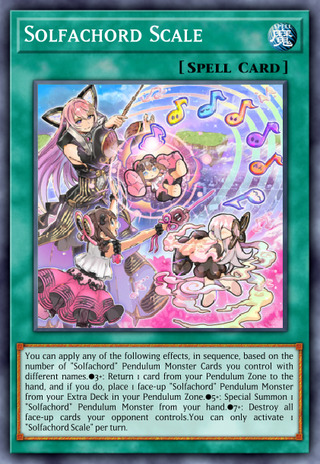 Solfachord Scale
[Spell Card]
You can apply any of the following effects, in sequence, based on the
number of "Solfachord" Pendulum Monster Cards you control with
different names.●3+: Return 1 card from your Pendulum Zone to the
hand, and if you do, place 1 face-up "Solfachord" Pendulum Monster
from your Extra Deck in your Pendulum Zone.●5+: Special Summon 1
"Solfachord" Pendulum Monster from your hand.●7+: Destroy all
face-up cards your opponent controls.You can only activate 1
"Solfachord Scale" per turn.